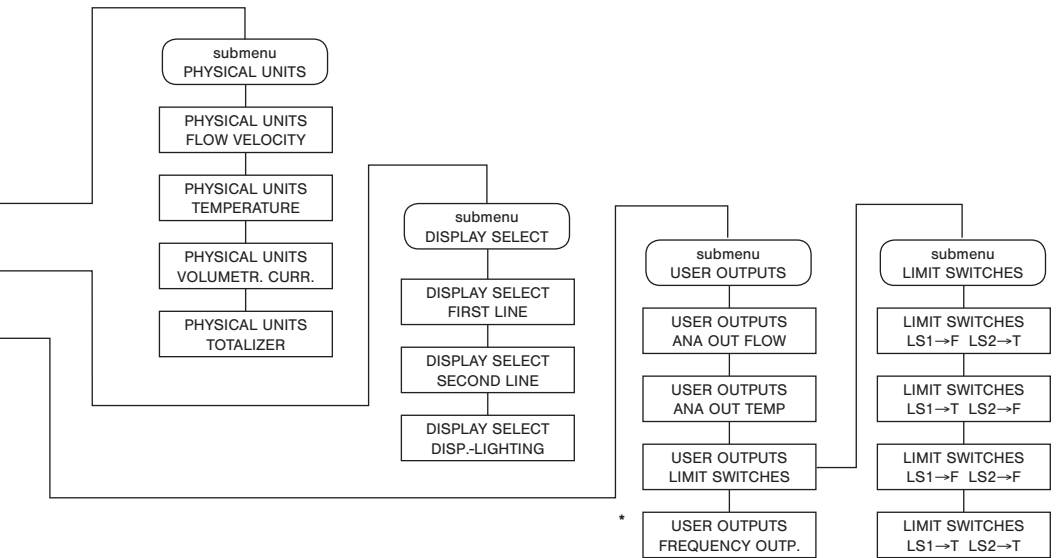 submenu
PHYSICAL UNITS
PHYSICAL UNITS
FLOW VELOCITY
PHYSICAL UNITS
TEMPERATURE
PHYSICAL UNITS
VOLUMETR. CURR.
PHYSICAL UNITS
TOTALIZER
submenu
DISPLAY SELECT
DISPLAY SELECT
FIRST LINE
DISPLAY SELECT
SECOND LINE
DISPLAY SELECT
DISP.-LIGHTING
submenu
USER OUTPUTS
USER OUTPUTS
ANA OUT FLOW
USER OUTPUTS
ANA OUT TEMP
USER OUTPUTS
LIMIT SWITCHES
*
USER OUTPUTS
FREQUENCY OUTP.
submenu
LIMIT SWITCHES
LIMIT SWITCHES
LS1→F LS2→T
LIMIT SWITCHES
LS1→T LS2→F
LIMIT SWITCHES
LS1→F LS2→F
LIMIT SWITCHES
LS1→T LS2→T